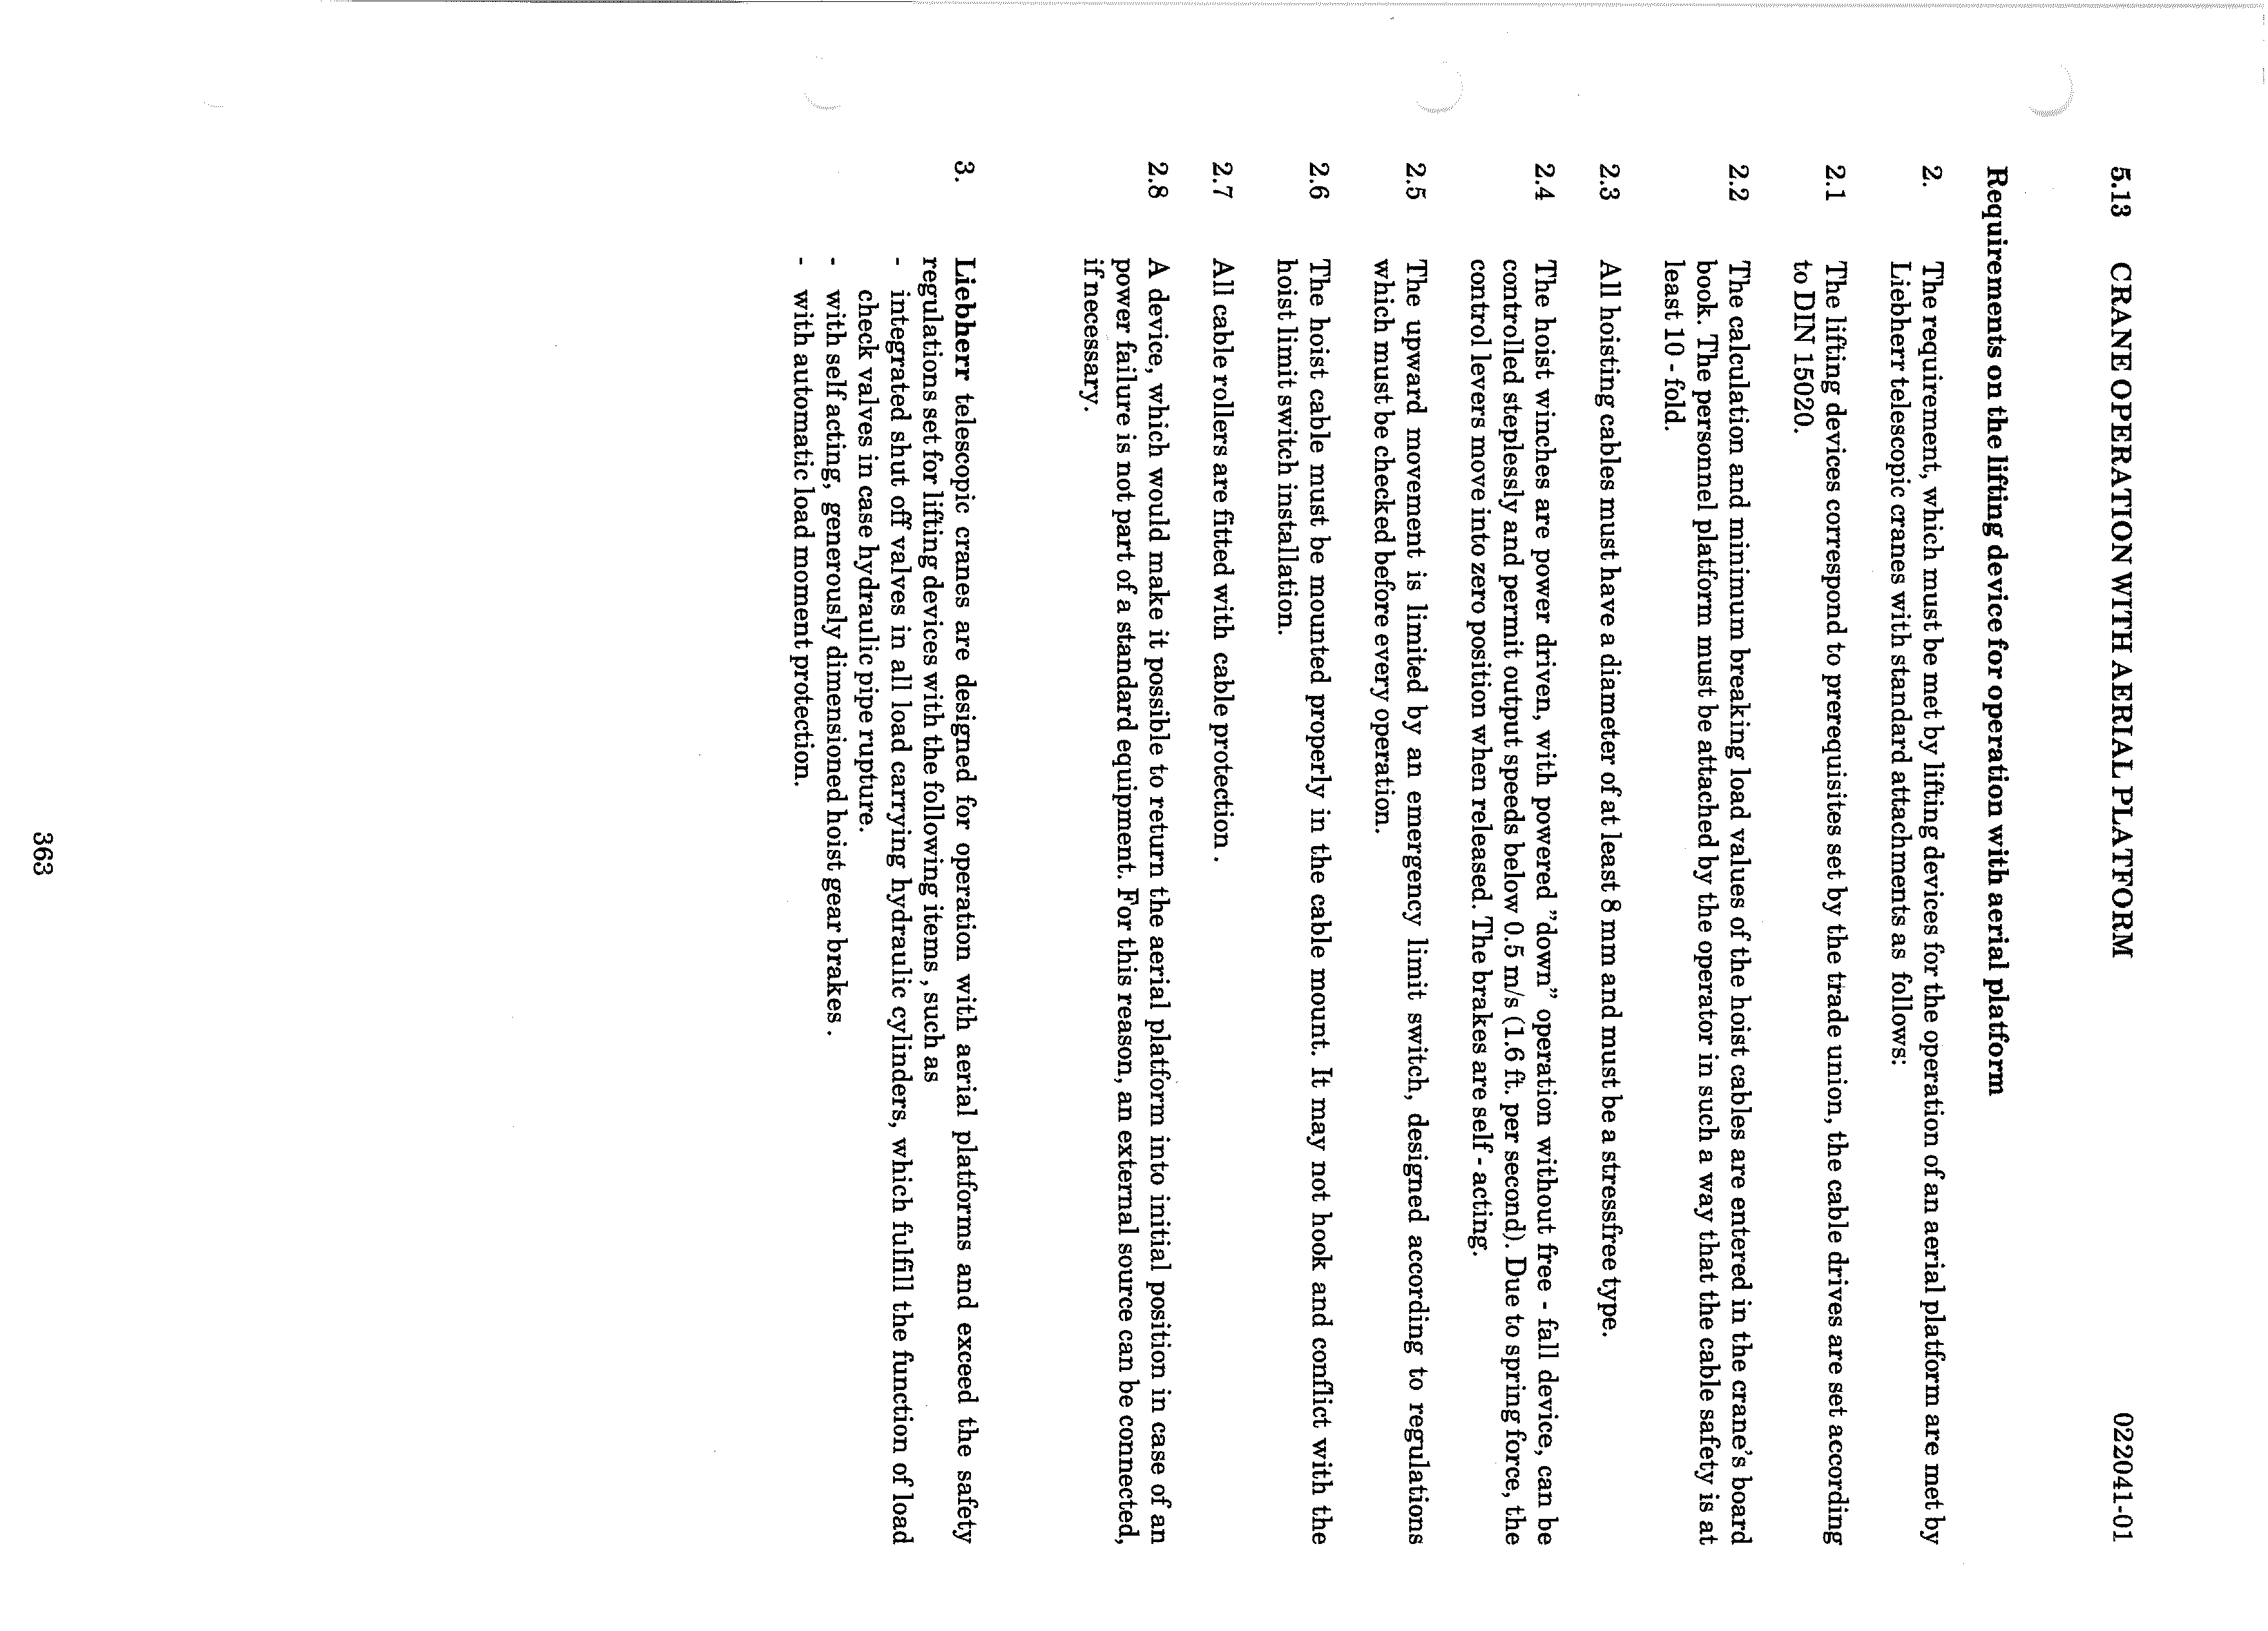 5.13 CRANE OPERATION WITH AERIAL PLATFORM 022041-01
Requirements on the lifting device for operation with aerial platform
2. The requirement, which must be met by lifting devices for the operation of an aerial platform are met by
Liebherr telescopic cranes with standard attachments as follows:
2.1 The lifting devices correspond to prerequisites set by the trade union, the cable drives are set according
to DIN 15020.
2.2 The calculation and minimum breaking load values of the hoist cables are entered in the crane's board
book. The personnel platform must be attached by the operator in such a way that the cable safety is at
least 10 - fold.
2.3 All hoisting cables must have a diameter of at least 8 mm and must be a stressfree type.
2.4 The hoist winches are power driven, with powered "down" operation without free - fall device, can be
controlled steplessly and permit output speeds below 0.5 m/s (1.6 ft. per second). Due to spring force, the
control levers move into zero position when released. The brakes are self - acting.
2.5 The upward movement is limited by an emergency limit switch, designed according to regulations
which must be checked before every operation.
2.6 The hoist cable must be mounted properly in the cable mount. It may not hook and conflict with the
hoist limit switch installation.
2.7 All cable rollers are fitted with cable protection .
2.8 A device, which would make it possible to return the aerial platform into initial position in case of an
power failure is not part of a standard equipment. For this reason, an external source can be connected,
if necessary.
3. Liebherr telescopic cranes are designed for operation with aerial platforms and exceed the safety
regulations set for lifting devices with the following items , such as
- integrated shut off valves in all load carrying hydraulic cylinders, which fulfill the function of load
check valves in case hydraulic pipe rupture.
- with self acting, generously dimensioned hoist gear brakes .
- with automatic load moment protection.
363